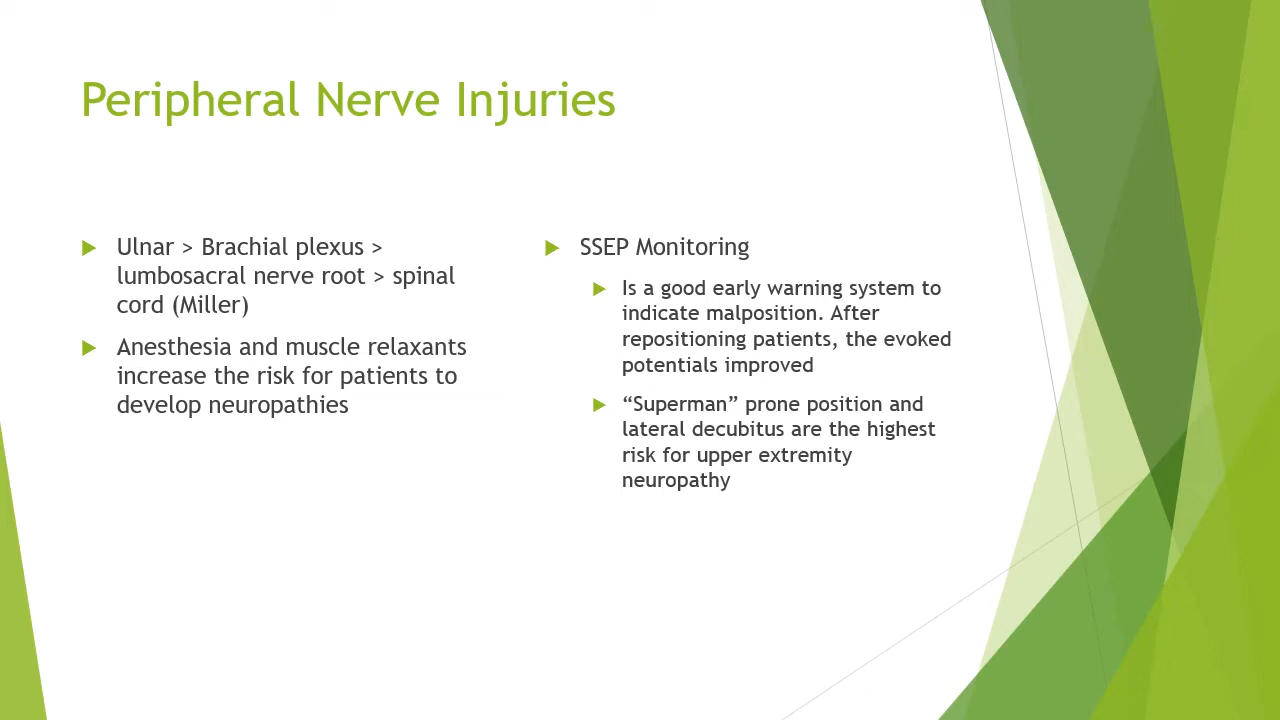 Peripheral Nerve Injuries
Ulnar > Brachial plexus >
lumbosacral nerve root > spinal
cord (Miller)
Anesthesia and muscle relaxants
increase the risk for patients to
develop neuropathies
SSEP Monitoring
Is a good early warning system to
indicate malposition. After
repositioning patients, the evoked
potentials improved
“Superman” prone position and
lateral decubitus are the highest
risk for upper extremity
neuropathy